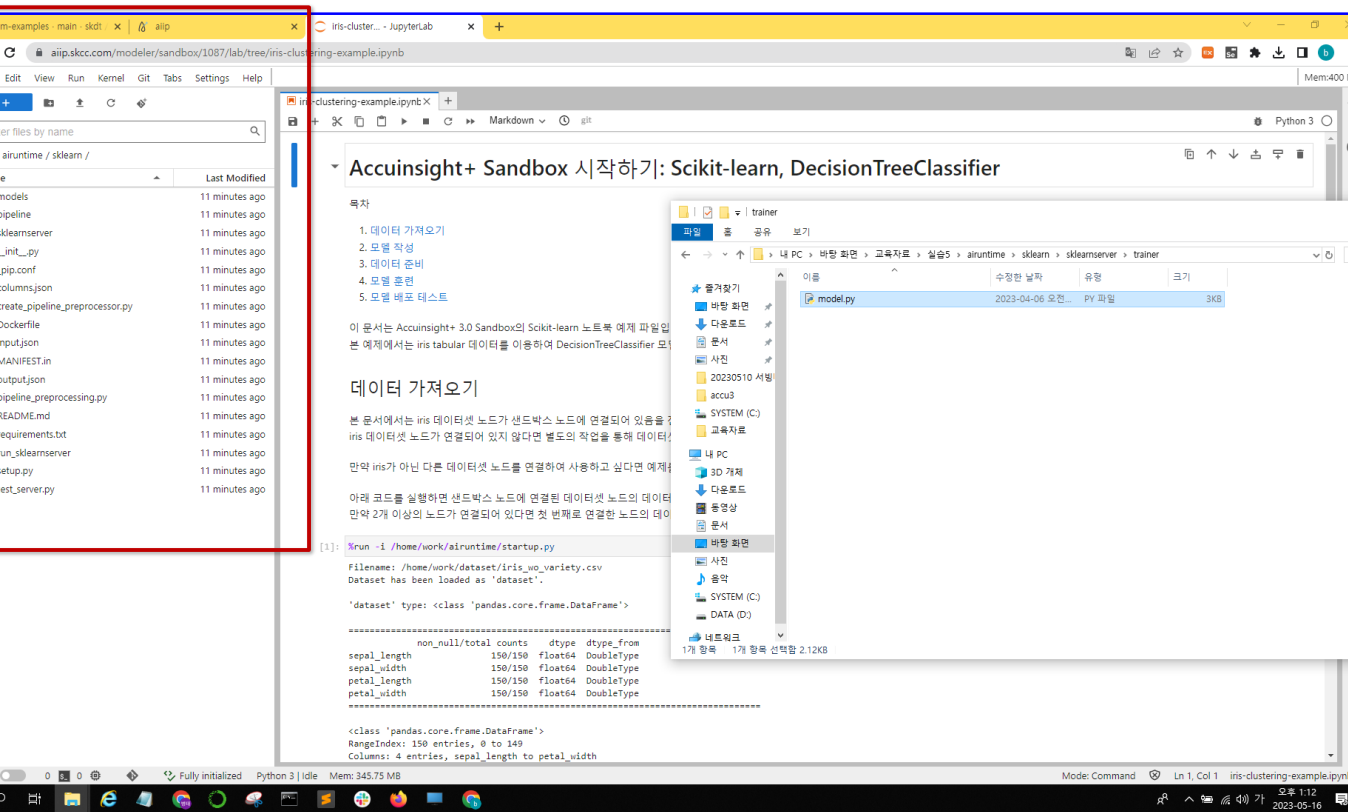 m-examples · main · skdt
aiip
iris-cluster... - JupyterLab
aiip.skcc.com/modeler/sandbox/1087/lab/tree/iris-clustering-example.ipynb
Edit View Run Kernel Git Tabs Settings Help
Mem:400
iris-clustering-example.ipynb
Markdown
git
Python 3
er files by name
airuntime / sklearn /
e Last Modified
models 11 minutes ago
pipeline 11 minutes ago
sklearnserver 11 minutes ago
__init__.py 11 minutes ago
pip.conf 11 minutes ago
columns.json 11 minutes ago
create_pipeline_preprocessor.py 11 minutes ago
Dockerfile 11 minutes ago
input.json 11 minutes ago
MANIFEST.in 11 minutes ago
output.json 11 minutes ago
pipeline_preprocessing.py 11 minutes ago
README.md 11 minutes ago
requirements.txt 11 minutes ago
run_sklearnserver 11 minutes ago
setup.py 11 minutes ago
test_server.py 11 minutes ago
Accuinsight+ Sandbox 시작하기: Scikit-learn, DecisionTreeClassifier
목차
1. 데이터 가져오기
2. 모델 작성
3. 데이터 준비
4. 모델 훈련
5. 모델 배포 테스트
이 문서는 Accuinsight+ 3.0 Sandbox의 Scikit-learn 노트북 예제 파일입
본 예제에서는 iris tabular 데이터를 이용하여 DecisionTreeClassifier 모
데이터 가져오기
본 문서에서는 iris 데이터셋 노드가 샌드박스 노드에 연결되어 있음을
iris 데이터셋 노드가 연결되어 있지 않다면 별도의 작업을 통해 데이터
만약 iris가 아닌 다른 데이터셋 노드를 연결하여 사용하고 싶다면 예제
아래 코드를 실행하면 샌드박스 노드에 연결된 데이터셋 노드의 데이터
만약 2개 이상의 노드가 연결되어 있다면 첫 번째로 연결한 노드의 데이
[1]: %run -i /home/work/airuntime/startup.py
Filename: /home/work/dataset/iris_wo_variety.csv
Dataset has been loaded as 'dataset'.
'dataset' type: <class 'pandas.core.frame.DataFrame'>
non_null/total counts dtype dtype_from
sepal_length 150/150 float64 DoubleType
sepal_width 150/150 float64 DoubleType
petal_length 150/150 float64 DoubleType
petal_width 150/150 float64 DoubleType
<class 'pandas.core.frame.DataFrame'>
RangeIndex: 150 entries, 0 to 149
Columns: 4 entries, sepal_length to petal_width
trainer
파일 홈 공유 보기
내 PC › 바탕 화면 › 교육자료 › 실습5 › airuntime › sklearn › sklearnserver › trainer
이름 수정한 날짜 유형 크기
model.py 2023-04-06 오전... PY 파일 3KB
즐겨찾기
바탕 화면
다운로드
문서
사진
20230510 서빙
accu3
SYSTEM (C:)
교육자료
내 PC
3D 개체
다운로드
동영상
문서
바탕 화면
사진
음악
SYSTEM (C:)
DATA (D:)
네트워크
1개 항목 1개 항목 선택함 2.12KB
0 0 Fully initialized Python 3 | Idle Mem: 345.75 MB
Mode: Command Ln 1, Col 1 iris-clustering-example.ipyn
가 오후 1:12
2023-05-16